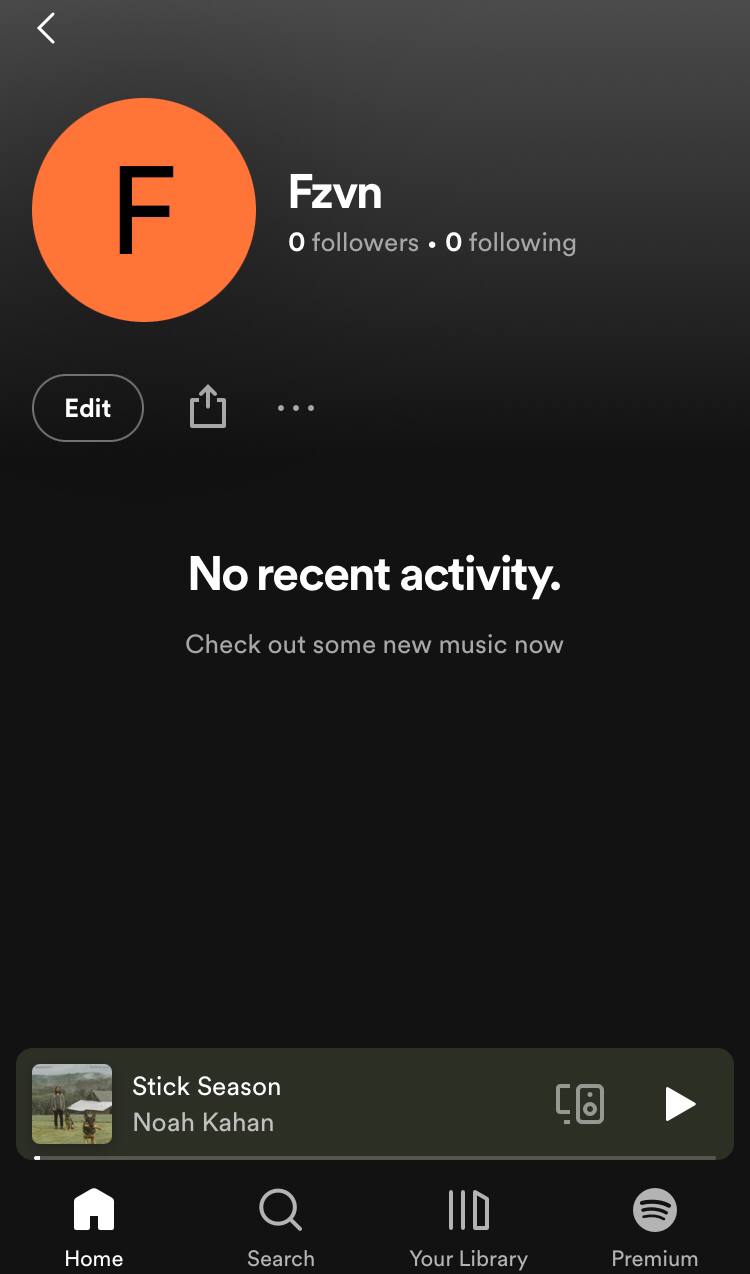 F
Fzvn
0 followers • 0 following
Edit
No recent activity.
Check out some new music now
Stick Season
Noah Kahan
Home
Search
Your Library
Premium